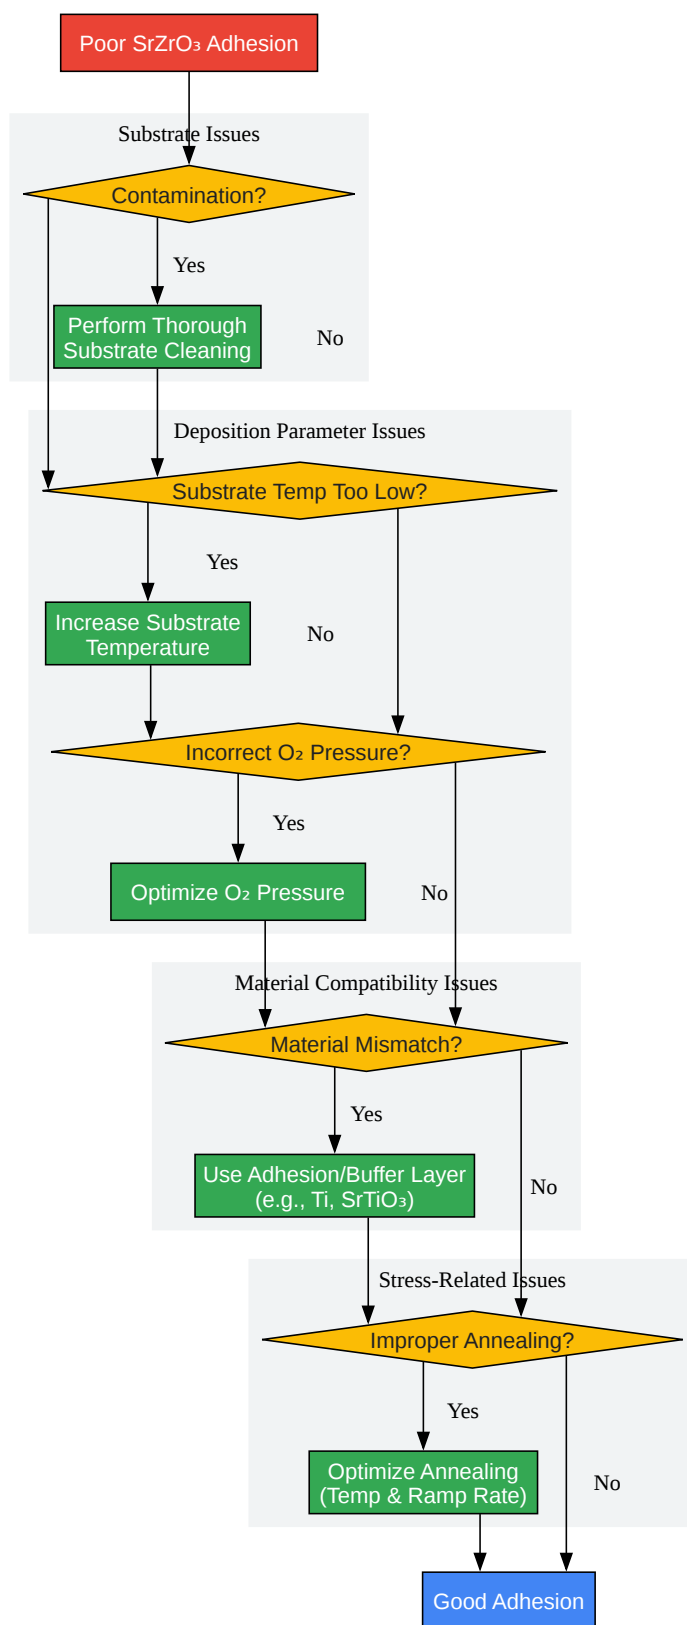 Poor SrZrO₃ Adhesion
Substrate Issues
Contamination?
Yes
Perform Thorough
Substrate Cleaning
No
Deposition Parameter Issues
Substrate Temp Too Low?
Yes
Increase Substrate
Temperature
No
Incorrect O₂ Pressure?
Yes
Optimize O₂ Pressure
No
Material Compatibility Issues
Material Mismatch?
Yes
Use Adhesion/Buffer Layer
(e.g., Ti, SrTiO₃)
No
Stress-Related Issues
Improper Annealing?
Yes
Optimize Annealing
(Temp & Ramp Rate)
No
Good Adhesion